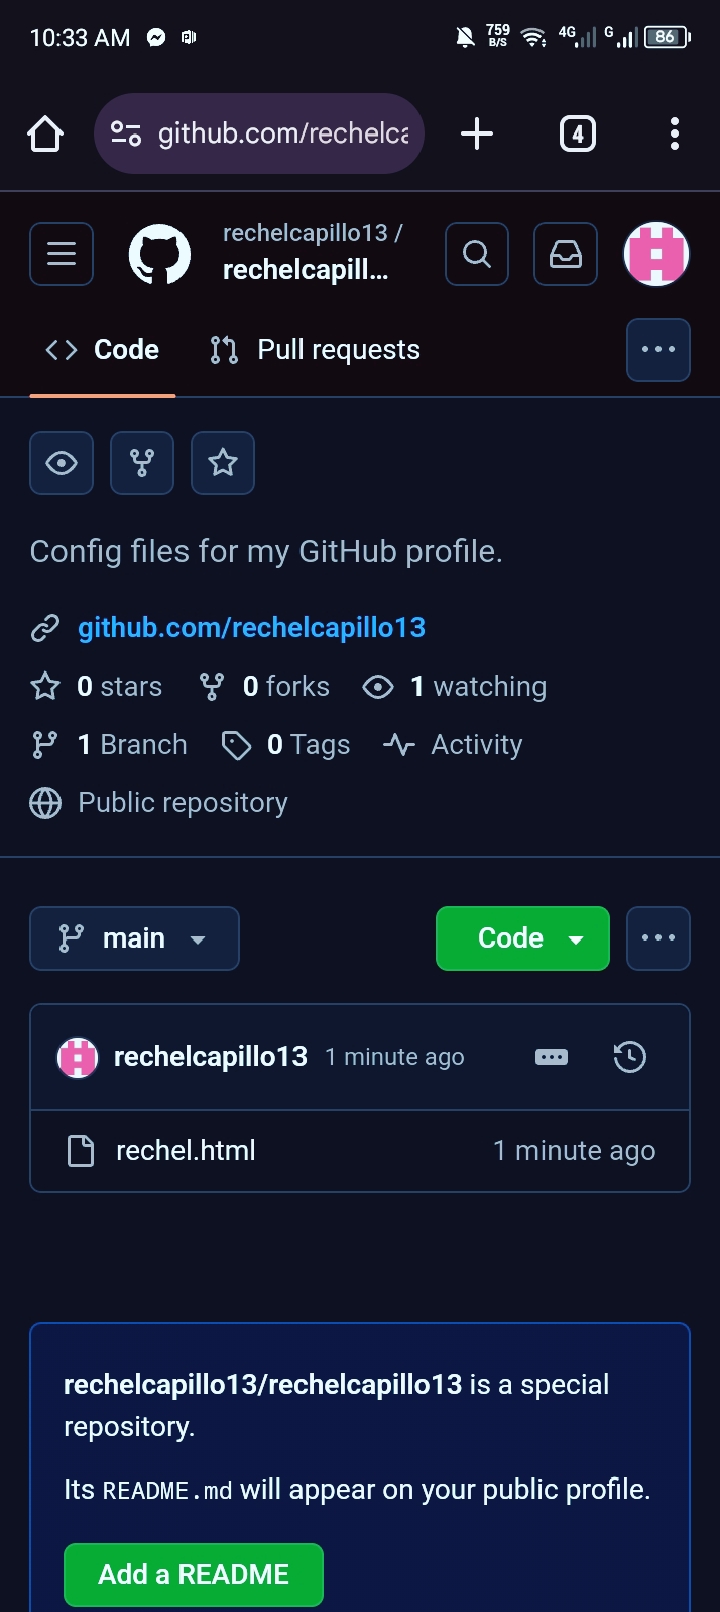 10:33 AM
759
B/S
4G
G
86
github.com/rechelca
4
rechelcapillo13 /
rechelcapill...
Code
Pull requests
Config files for my GitHub profile.
github.com/rechelcapillo13
0 stars 0 forks 1 watching
1 Branch 0 Tags Activity
Public repository
main
Code
rechelcapillo13 1 minute ago
rechel.html 1 minute ago
rechelcapillo13/rechelcapillo13 is a special
repository.
Its README.md will appear on your public profile.
Add a README